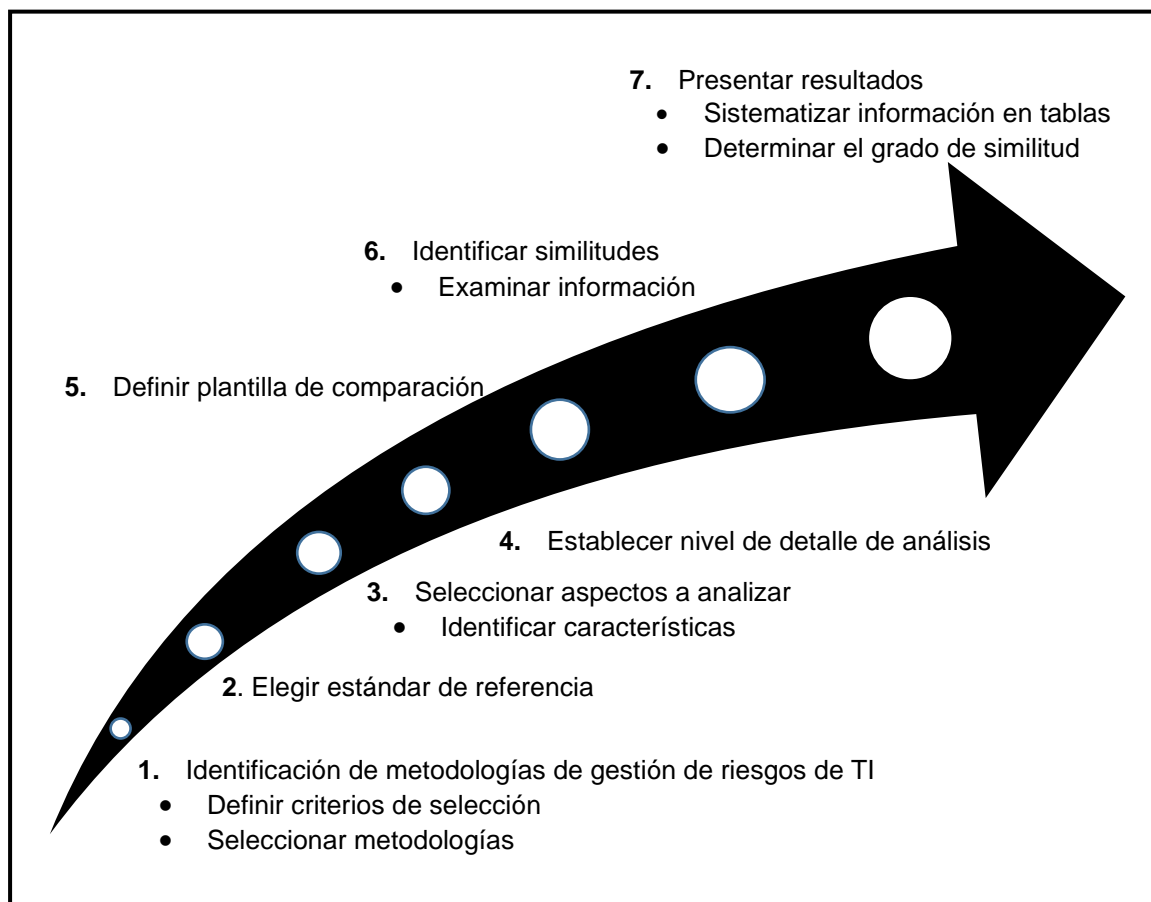 7. Presentar resultados
• Sistematizar información en tablas
• Determinar el grado de similitud
6. Identificar similitudes
• Examinar información
5. Definir plantilla de comparación
4. Establecer nivel de detalle de análisis
3. Seleccionar aspectos a analizar
• Identificar características
2. Elegir estándar de referencia
1. Identificación de metodologías de gestión de riesgos de TI
• Definir criterios de selección
• Seleccionar metodologías